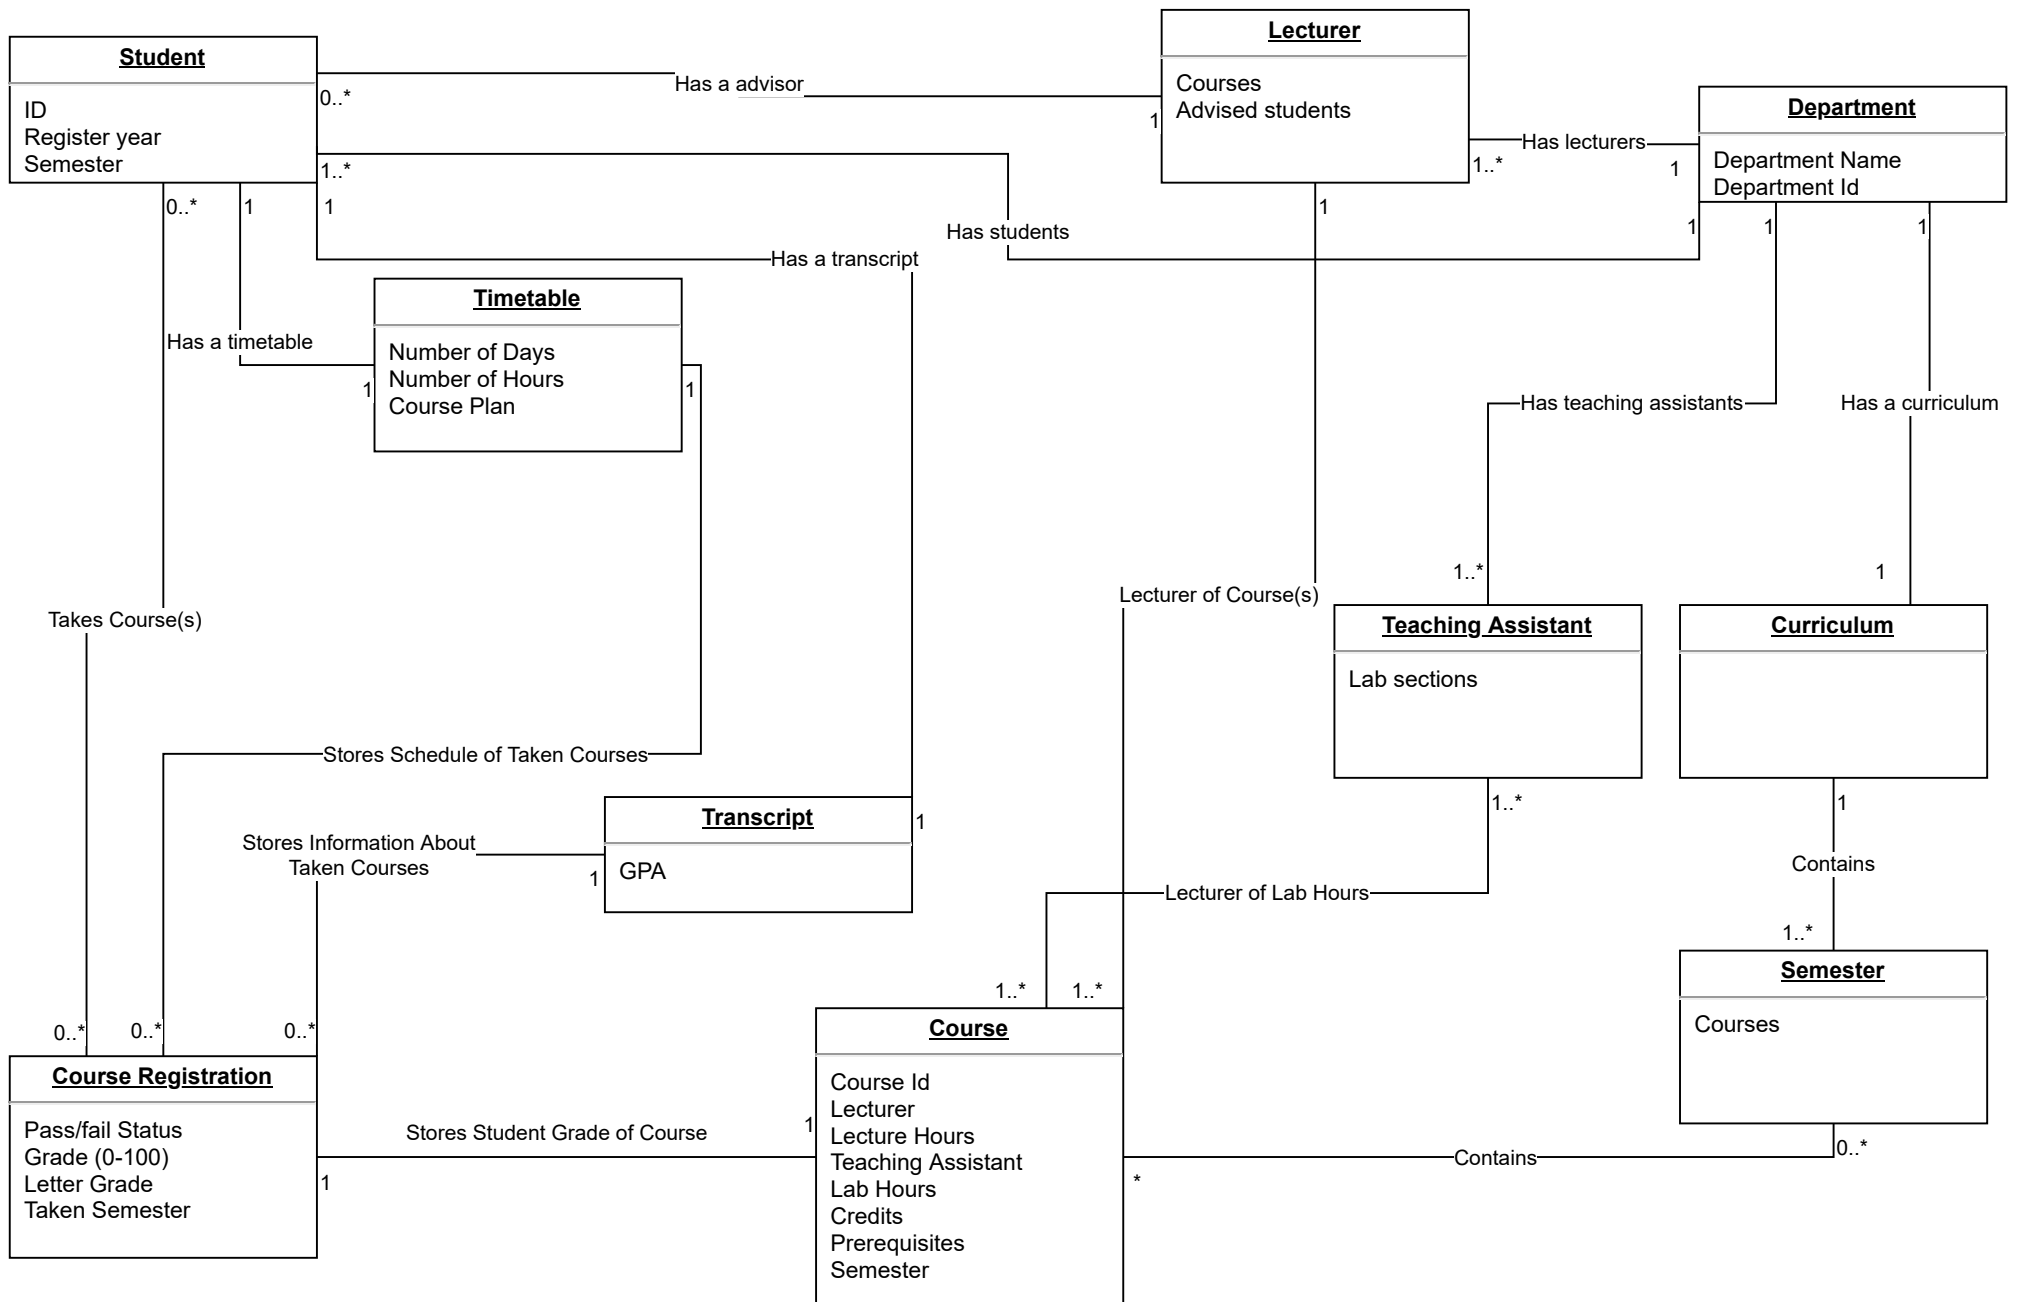 Lecturer
Courses
Advised students
Student
ID
Register year
Semester
Has a advisor
0..*
1
Department
Department Name
Department Id
Has lecturers
1..*
1
1..*
0..*
1
1
Has students
1
1
1
1
Has a transcript
Timetable
Number of Days
Number of Hours
Course Plan
Has a timetable
1
1
Has teaching assistants
Has a curriculum
1..*
1
Lecturer of Course(s)
Takes Course(s)
Teaching Assistant
Lab sections
Curriculum
Stores Schedule of Taken Courses
Transcript
GPA
1
Stores Information About
Taken Courses
1
1..*
1
Contains
Lecturer of Lab Hours
1..*
1..*
1..*
Semester
Courses
0..*
0..*
0..*
0..*
Course Registration
Pass/fail Status
Grade (0-100)
Letter Grade
Taken Semester
Stores Student Grade of Course
1
1
Course
Course Id
Lecturer
Lecture Hours
Teaching Assistant
Lab Hours
Credits
Prerequisites
Semester
Contains
*